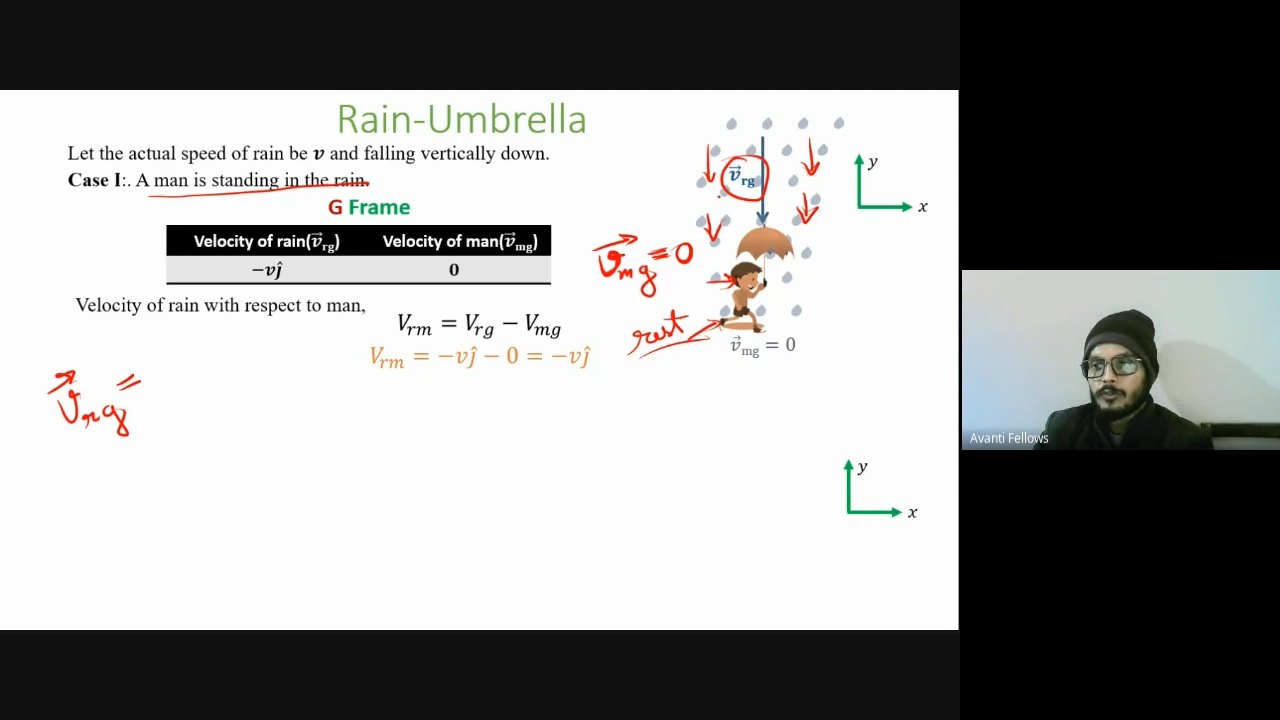 Rain-Umbrella
Let the actual speed of rain be v and falling vertically down.
Case I:. A man is standing in the rain.
G Frame
Velocity of rain(v⃗rg) Velocity of man(v⃗mg)
−vĵ 0
Velocity of rain with respect to man,
Vrm = Vrg − Vmg
Vrm = −vĵ − 0 = −vĵ
v⃗rg =
v⃗rg
v⃗mg = 0
rest
v⃗mg = 0
y
x
y
x
Avanti Fellows